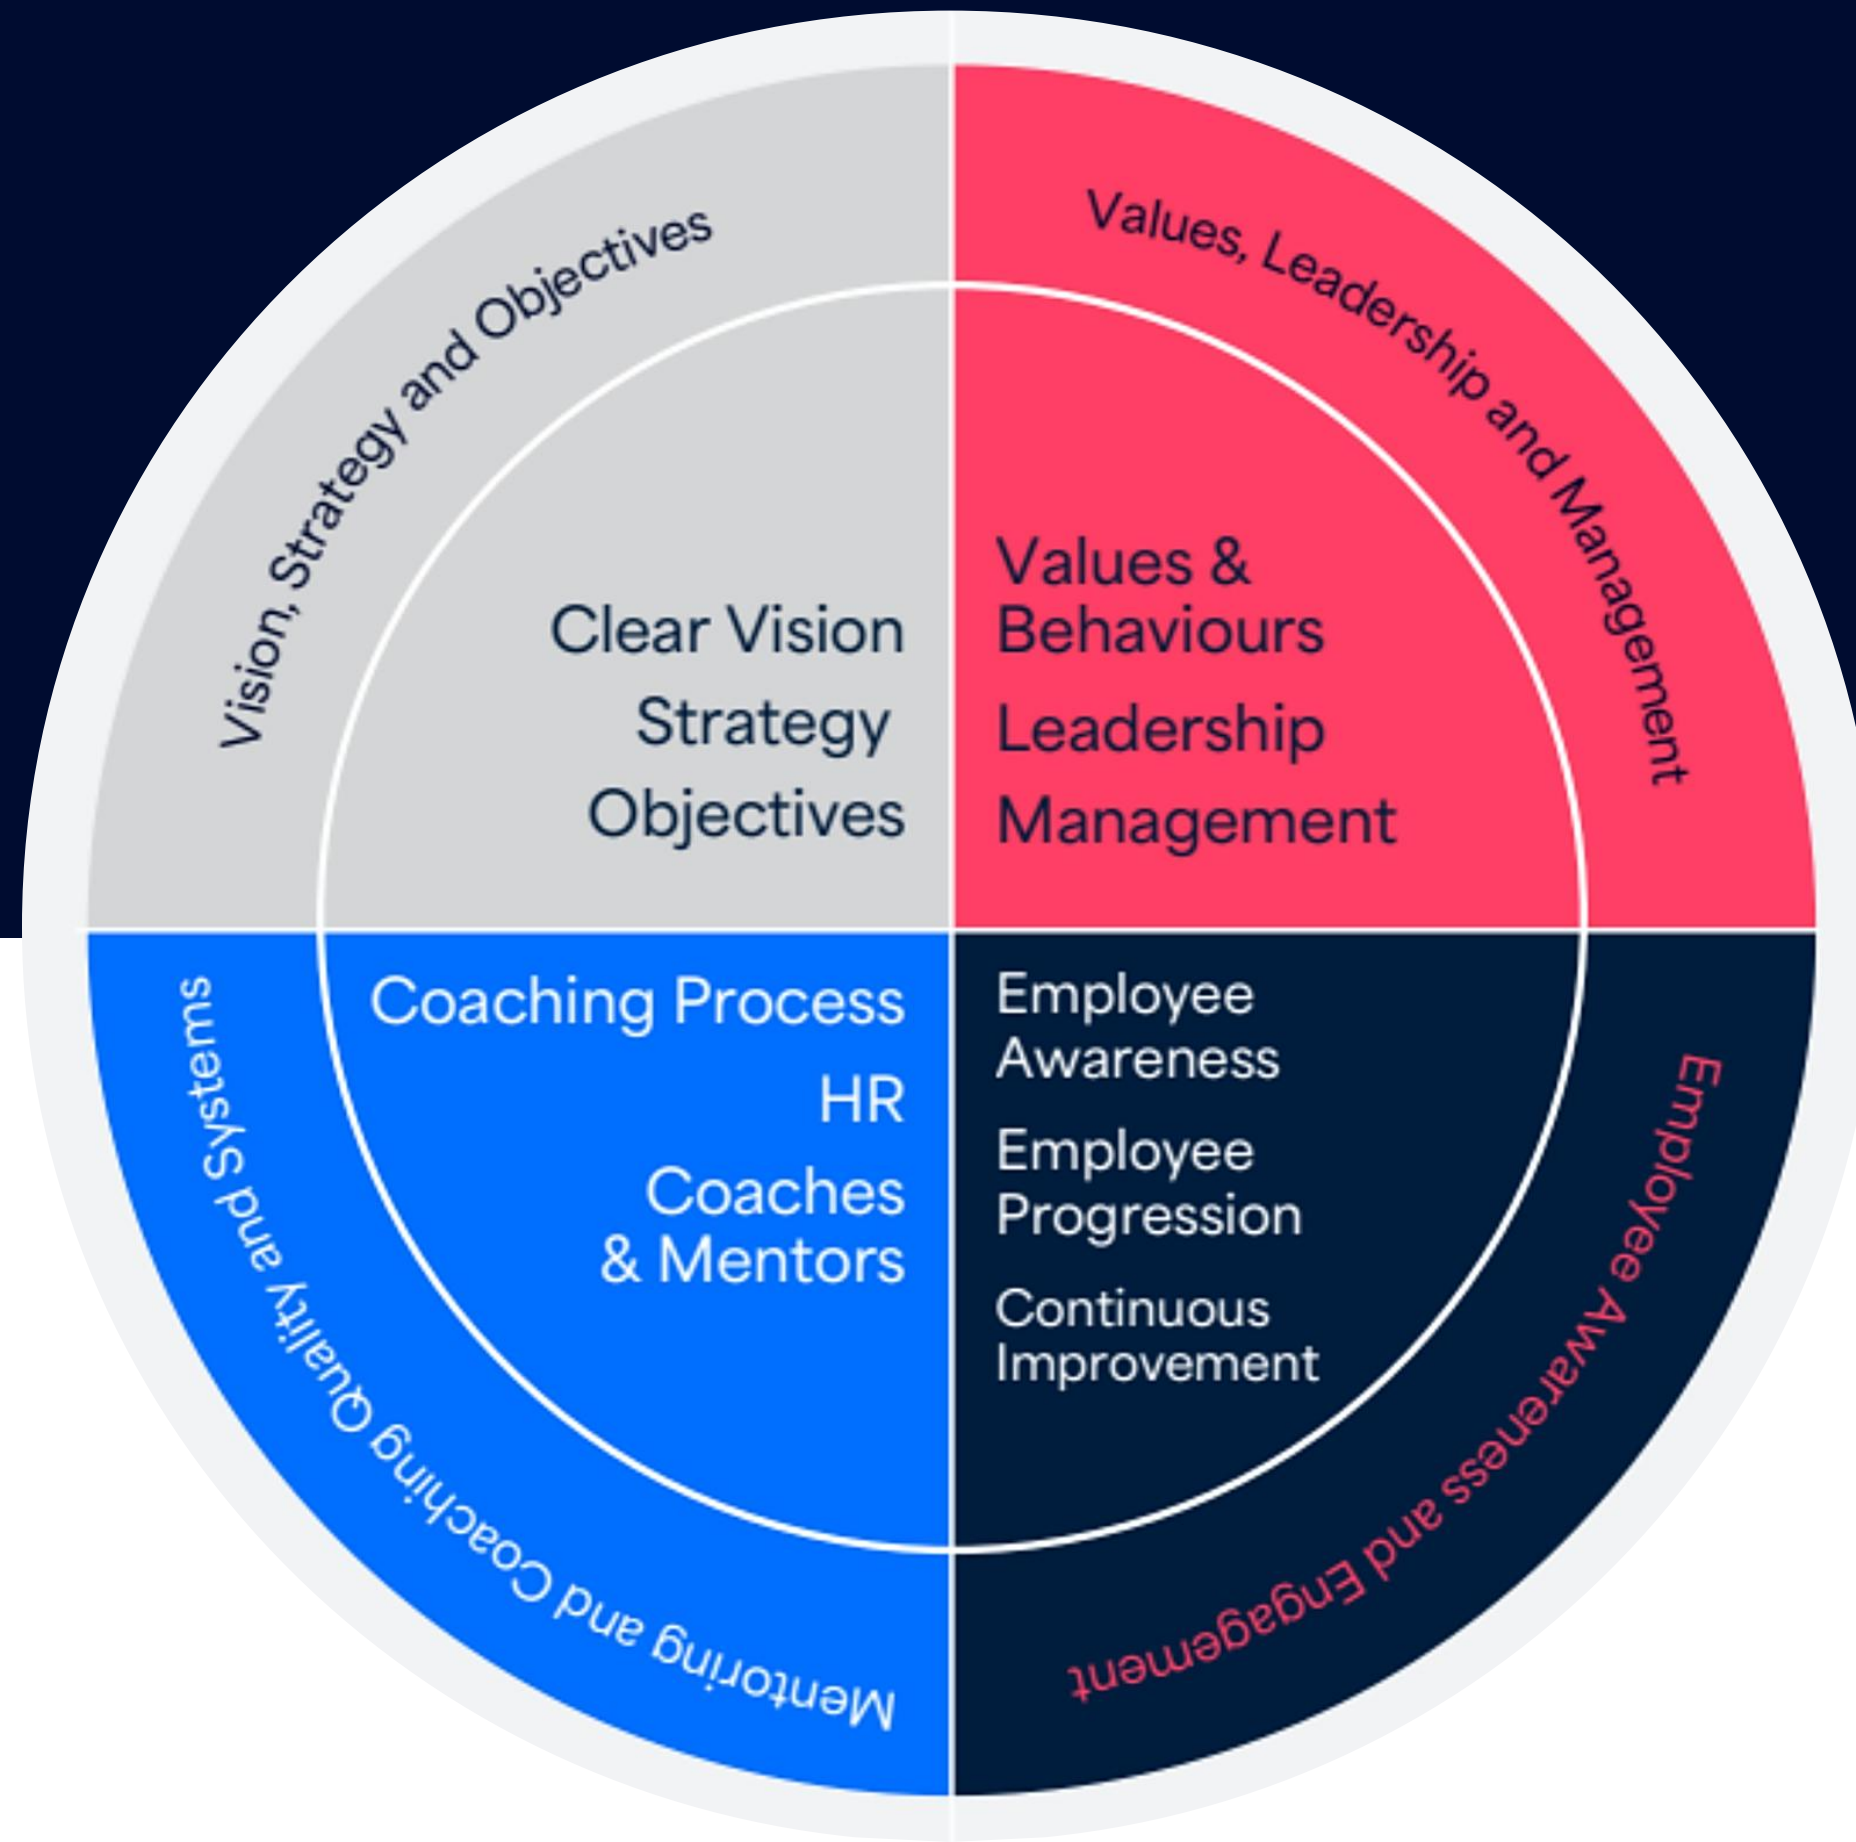 Vision, Strategy and Objectives
Clear Vision
Strategy
Objectives
Values, Leadership and Management
Values &
Behaviours
Leadership
Management
Employee
Awareness
Employee
Progression
Continuous
Improvement
Employee Awareness and Engagement
Coaching Process
HR
Coaches
& Mentors
Mentoring and Coaching Quality and Systems